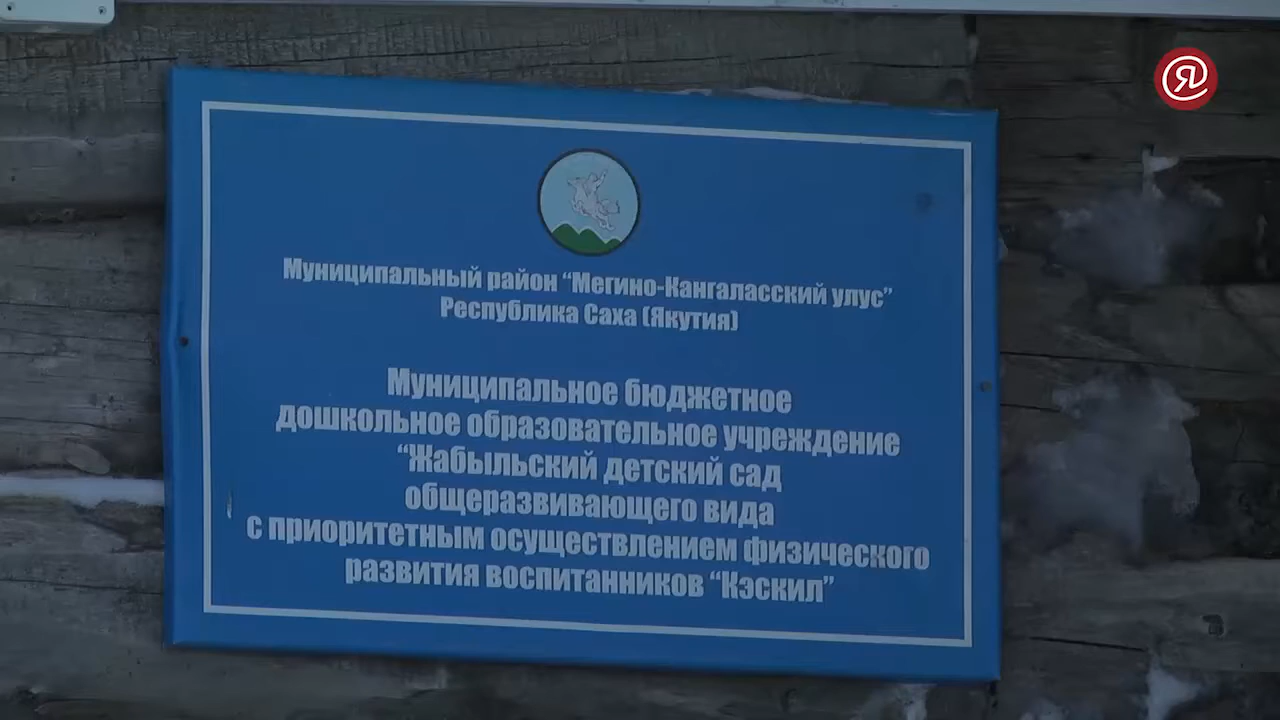 Я
Муниципальный район “Мегино-Кангаласский улус”
Республика Саха (Якутия)
Муниципальное бюджетное
дошкольное образовательное учреждение
“Жабыльский детский сад
общеразвивающего вида
с приоритетным осуществлением физического
развития воспитанников “Кэскил”